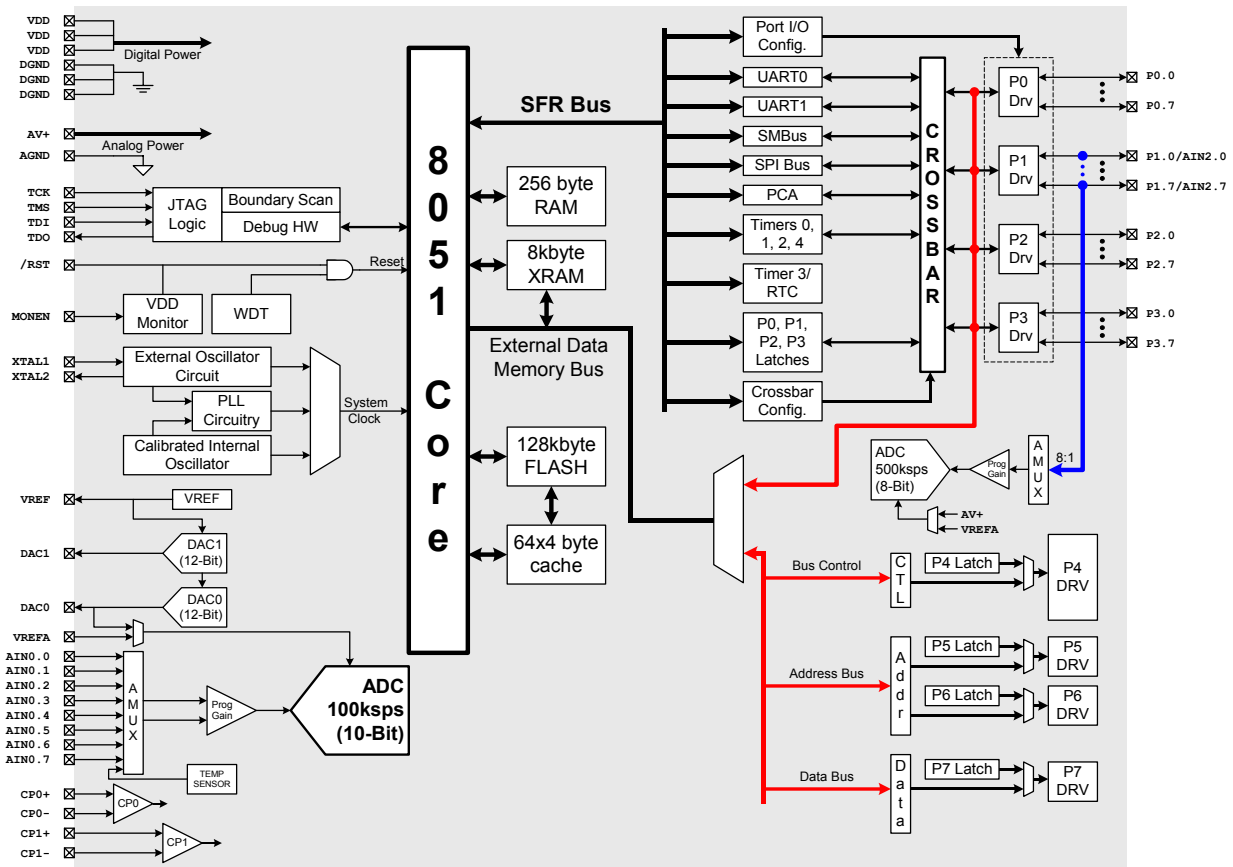 VDD
VDD
VDD
Digital Power
DGND
DGND
DGND
AV+
Analog Power
AGND
TCK
TMS
TDI
TDO
JTAG
Logic
Boundary Scan
Debug HW
/RST
Reset
VDD
Monitor
WDT
MONEN
XTAL1
XTAL2
External Oscillator
Circuit
PLL
Circuitry
Calibrated Internal
Oscillator
System
Clock
VREF
VREF
DAC1
DAC1
(12-Bit)
DAC0
DAC0
(12-Bit)
VREFA
AIN0.0
AIN0.1
AIN0.2
AIN0.3
AIN0.4
AIN0.5
AIN0.6
AIN0.7
AMUX
Prog
Gain
ADC
100ksps
(10-Bit)
TEMP
SENSOR
CP0+
CP0-
CP0
CP1+
CP1-
CP1
8051 Core
SFR Bus
256 byte
RAM
8kbyte
XRAM
External Data
Memory Bus
128kbyte
FLASH
64x4 byte
cache
Port I/O
Config.
UART0
UART1
SMBus
SPI Bus
PCA
Timers 0,
1, 2, 4
Timer 3/
RTC
P0, P1,
P2, P3
Latches
Crossbar
Config.
CROSSBAR
P0
Drv
P1
Drv
P2
Drv
P3
Drv
P0.0
P0.7
P1.0/AIN2.0
P1.7/AIN2.7
P2.0
P2.7
P3.0
P3.7
ADC
500ksps
(8-Bit)
Prog
Gain
AMUX
8:1
AV+
VREFA
Bus Control
CTL
P4 Latch
P4
DRV
Address Bus
Addr
P5 Latch
P5
DRV
P6 Latch
P6
DRV
Data Bus
Data
P7 Latch
P7
DRV